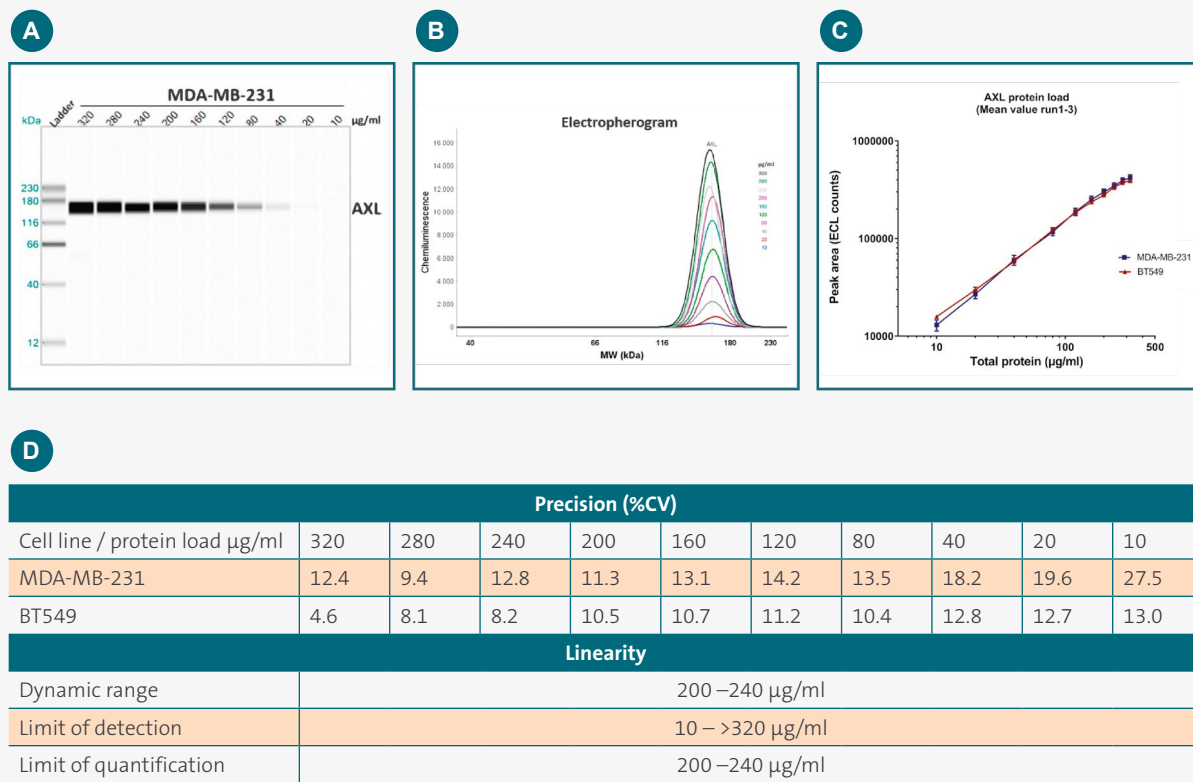 A
B
C
MDA-MB-231
kDa Ladder 320 280 240 200 160 120 80 40 20 10 µg/ml
230
180
116
66
40
12
AXL
Electropherogram
Chemiluminescence
16 000
14 000
12 000
10 000
8 000
6 000
4 000
2 000
0
AXL
µg/ml
320
200
160
120
40
20
10
40 66 116 180 230
MW (kDa)
AXL protein load
(Mean value run1-3)
Peak area (ECL counts)
1000000
100000
10000
MDA-MB-231
BT549
10 100 500
Total protein (µg/ml)
D
Precision (%CV)
Cell line / protein load µg/ml 320 280 240 200 160 120 80 40 20 10
MDA-MB-231 12.4 9.4 12.8 11.3 13.1 14.2 13.5 18.2 19.6 27.5
BT549 4.6 8.1 8.2 10.5 10.7 11.2 10.4 12.8 12.7 13.0
Linearity
Dynamic range 200 –240 µg/ml
Limit of detection 10 – >320 µg/ml
Limit of quantification 200 –240 µg/ml